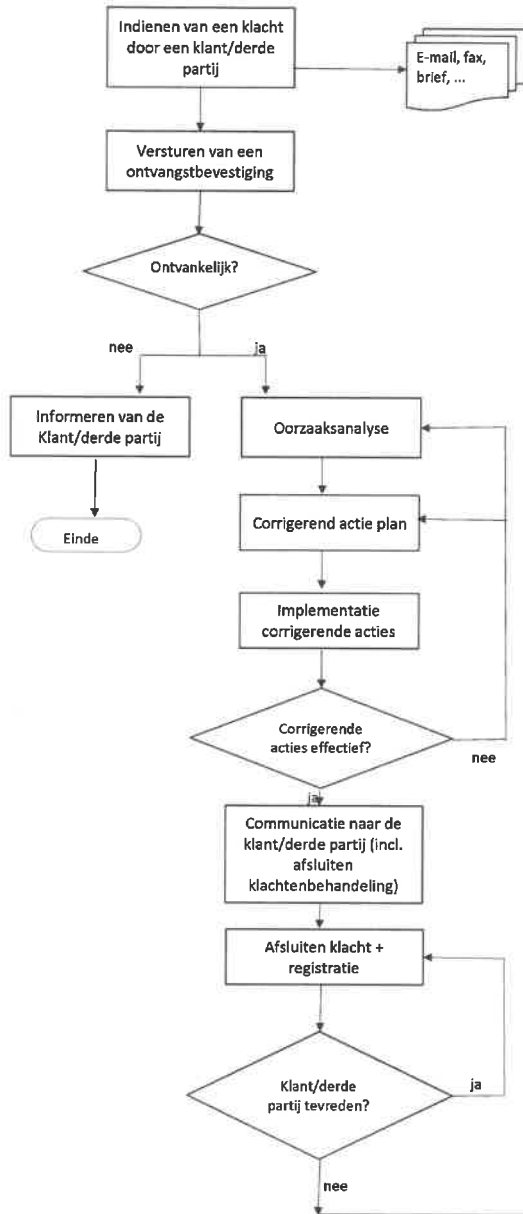 Indienen van een klacht
door een klant/derde
partij
E-mail, fax,
brief, ...
Versturen van een
ontvangstbevestiging
Ontvankelijk?
nee
ja
Informeren van de
Klant/derde partij
Oorzaaksanalyse
Einde
Corrigerend actie plan
Implementatie
corrigerende acties
Corrigerende
acties effectief?
nee
ja
Communicatie naar de
klant/derde partij (incl.
afsluiten
klachtenbehandeling)
Afsluiten klacht +
registratie
Klant/derde
partij tevreden?
ja
nee